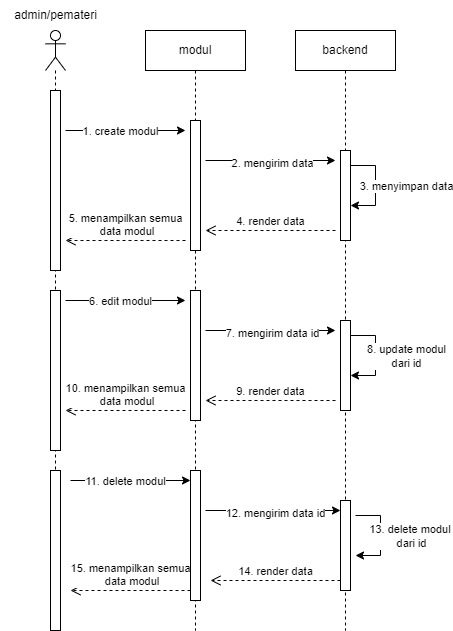 admin/pemateri
modul
backend
1. create modul
2. mengirim data
3. menyimpan data
4. render data
5. menampilkan semua
data modul
6. edit modul
7. mengirim data id
8. update modul
dari id
9. render data
10. menampilkan semua
data modul
11. delete modul
12. mengirim data id
13. delete modul
dari id
14. render data
15. menampilkan semua
data modul